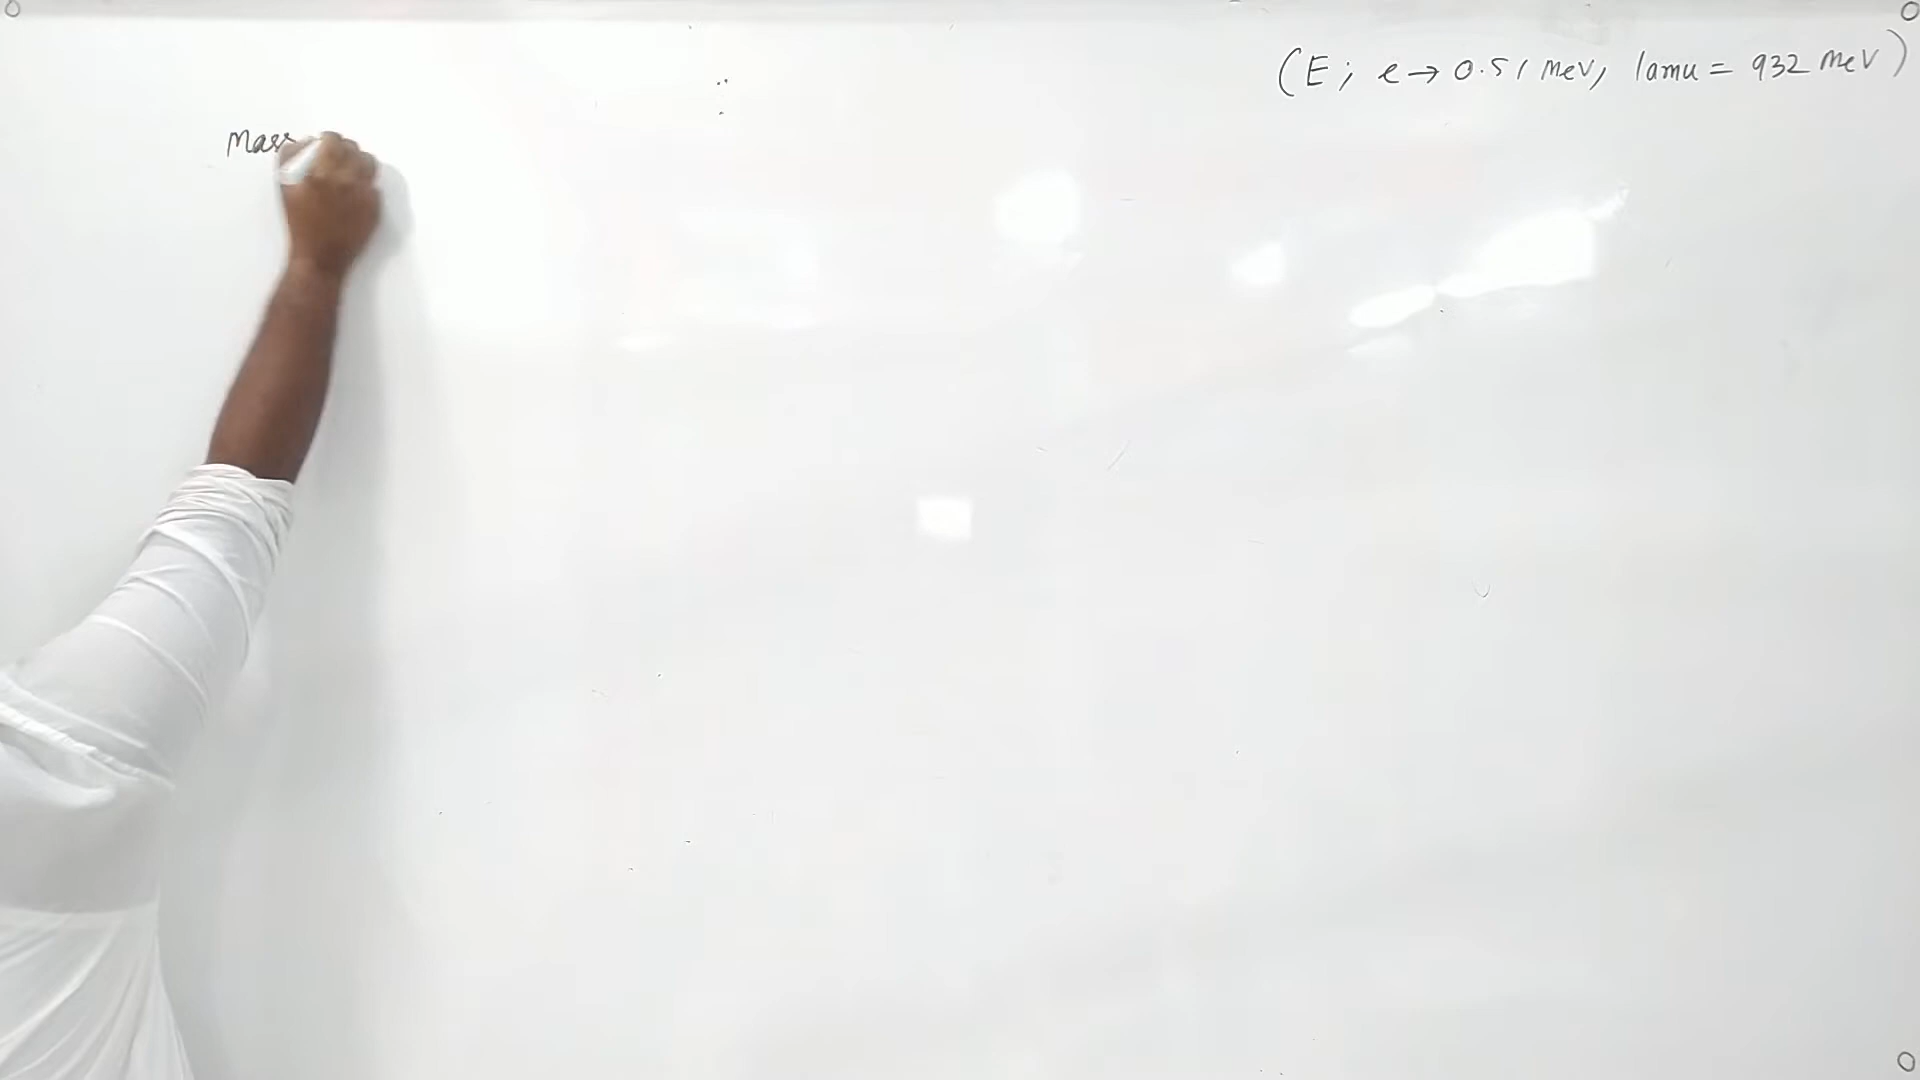 (E; e → 0.51 MeV, 1amu = 932 MeV)
Mass